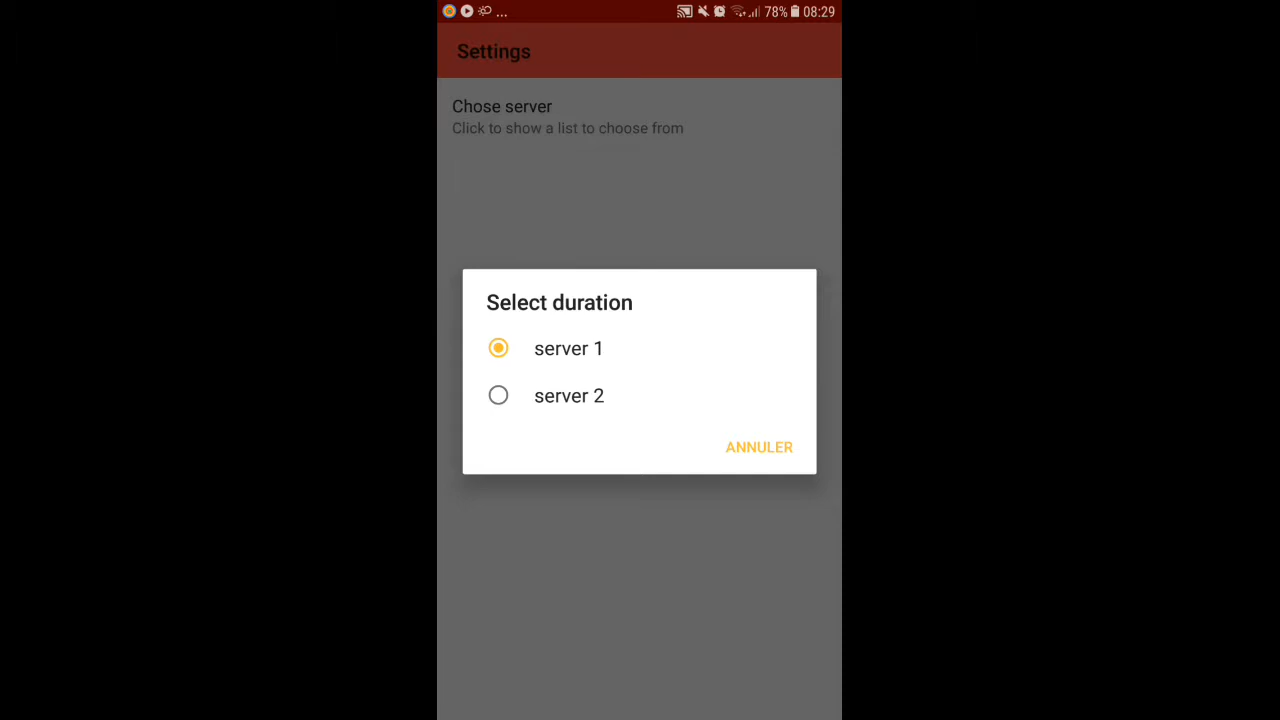 ... 78% 08:29
Settings
Chose server
Click to show a list to choose from
Select duration
server 1
server 2
ANNULER